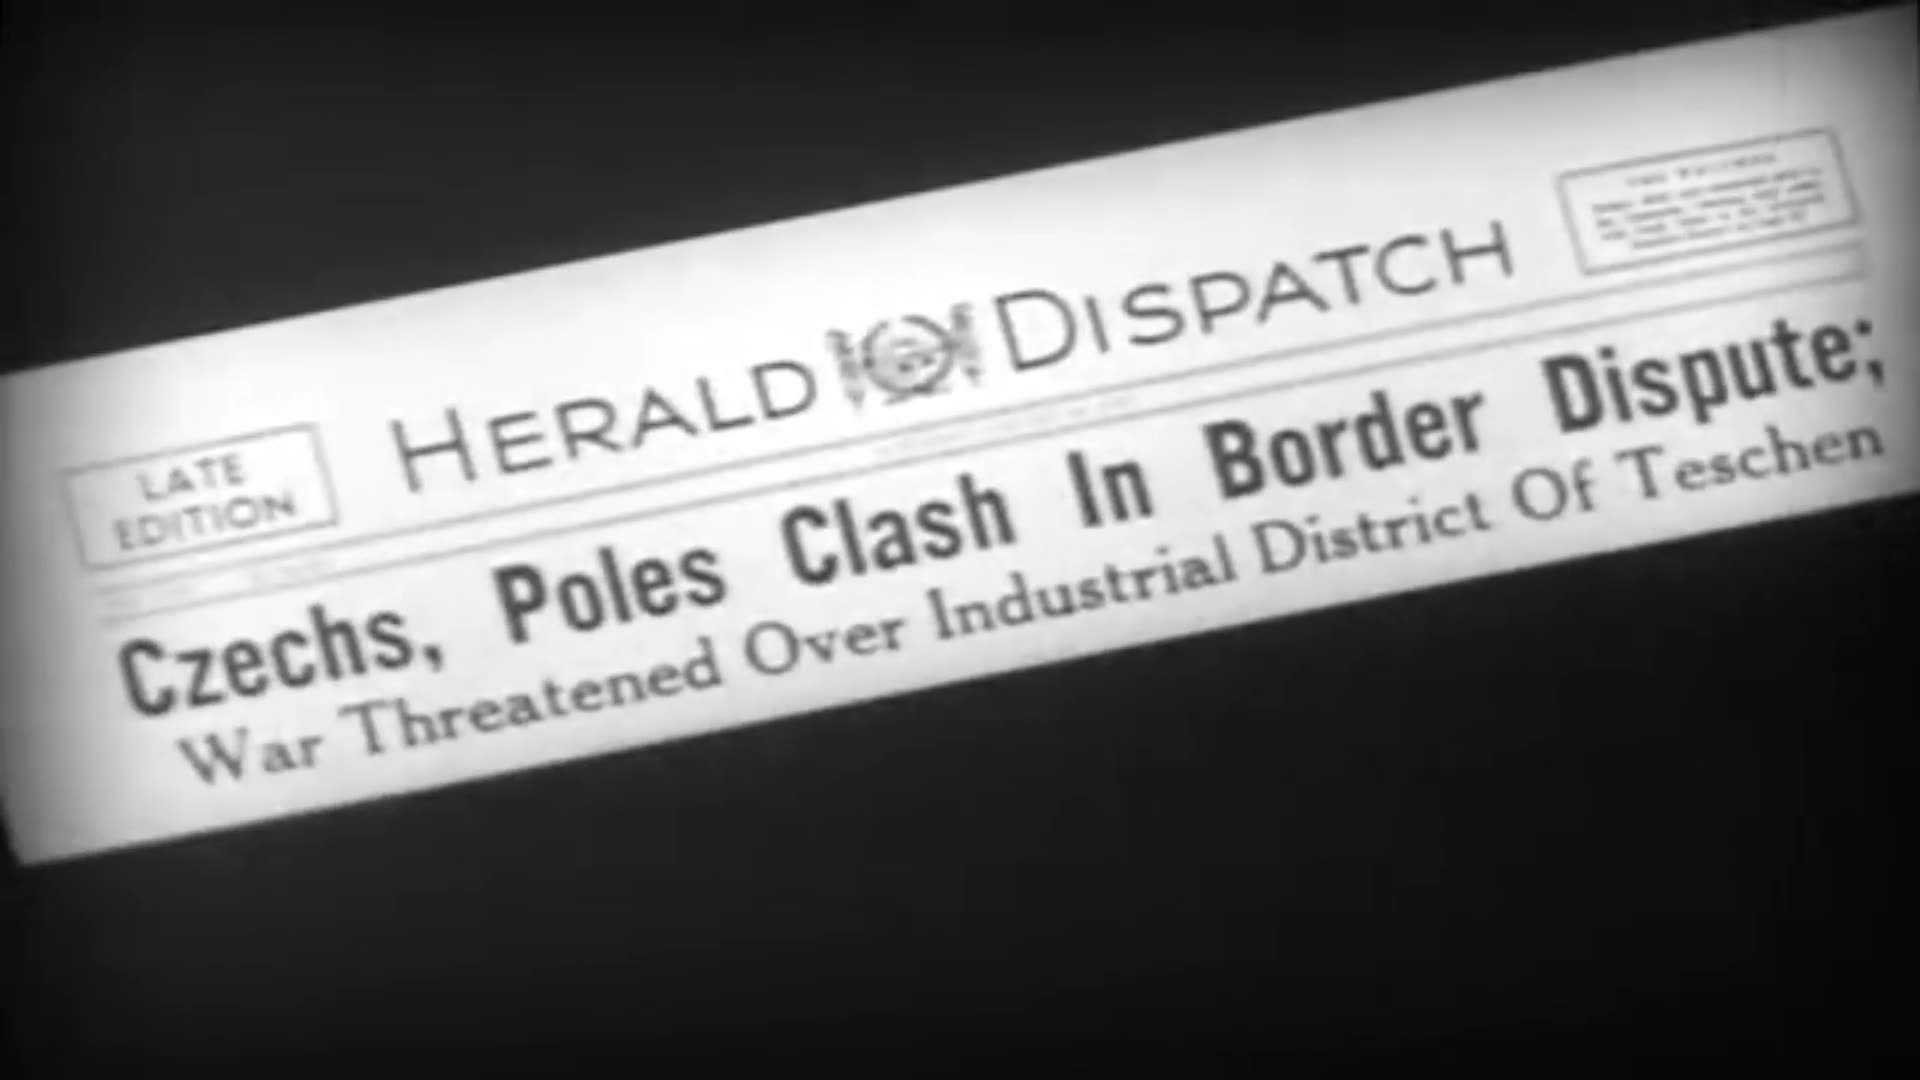 LATE
EDITION
HERALD DISPATCH
Czechs, Poles Clash In Border Dispute;
War Threatened Over Industrial District Of Teschen